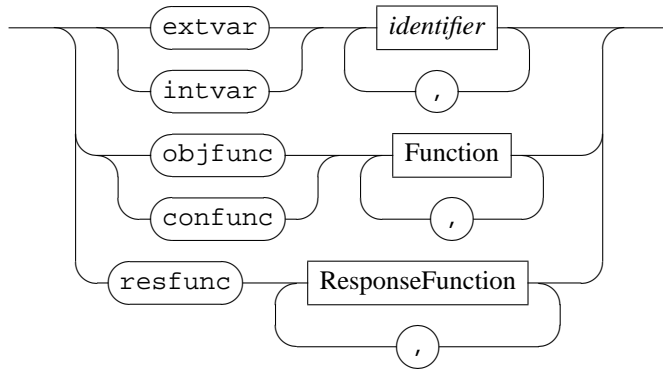 extvar identifier
intvar ,
objfunc Function
confunc ,
resfunc ResponseFunction
,